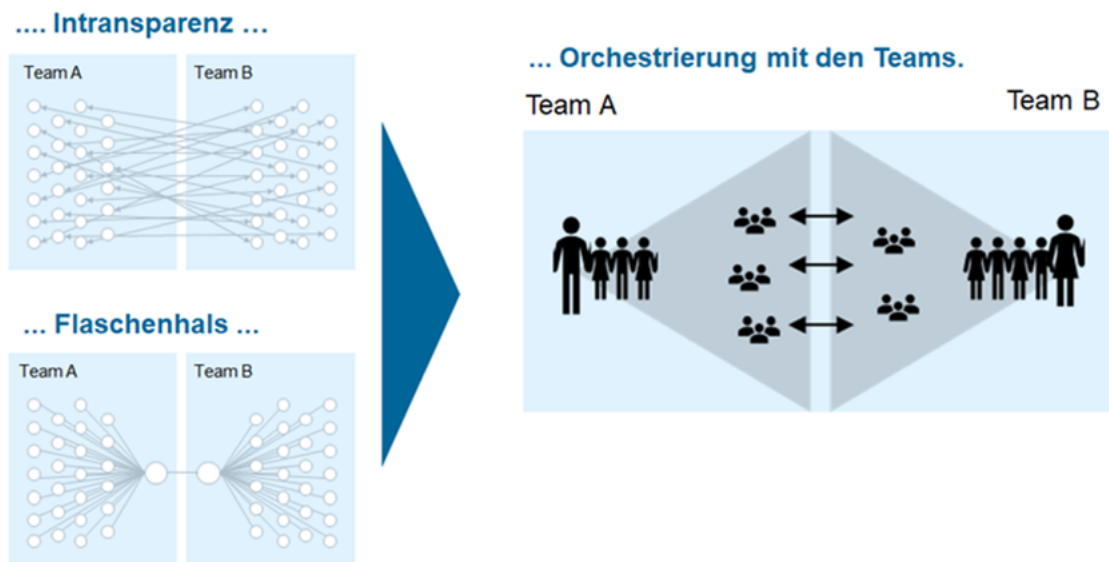 .... Intransparenz ...
Team A
Team B
... Flaschenhals ...
Team A
Team B
... Orchestrierung mit den Teams.
Team A
Team B